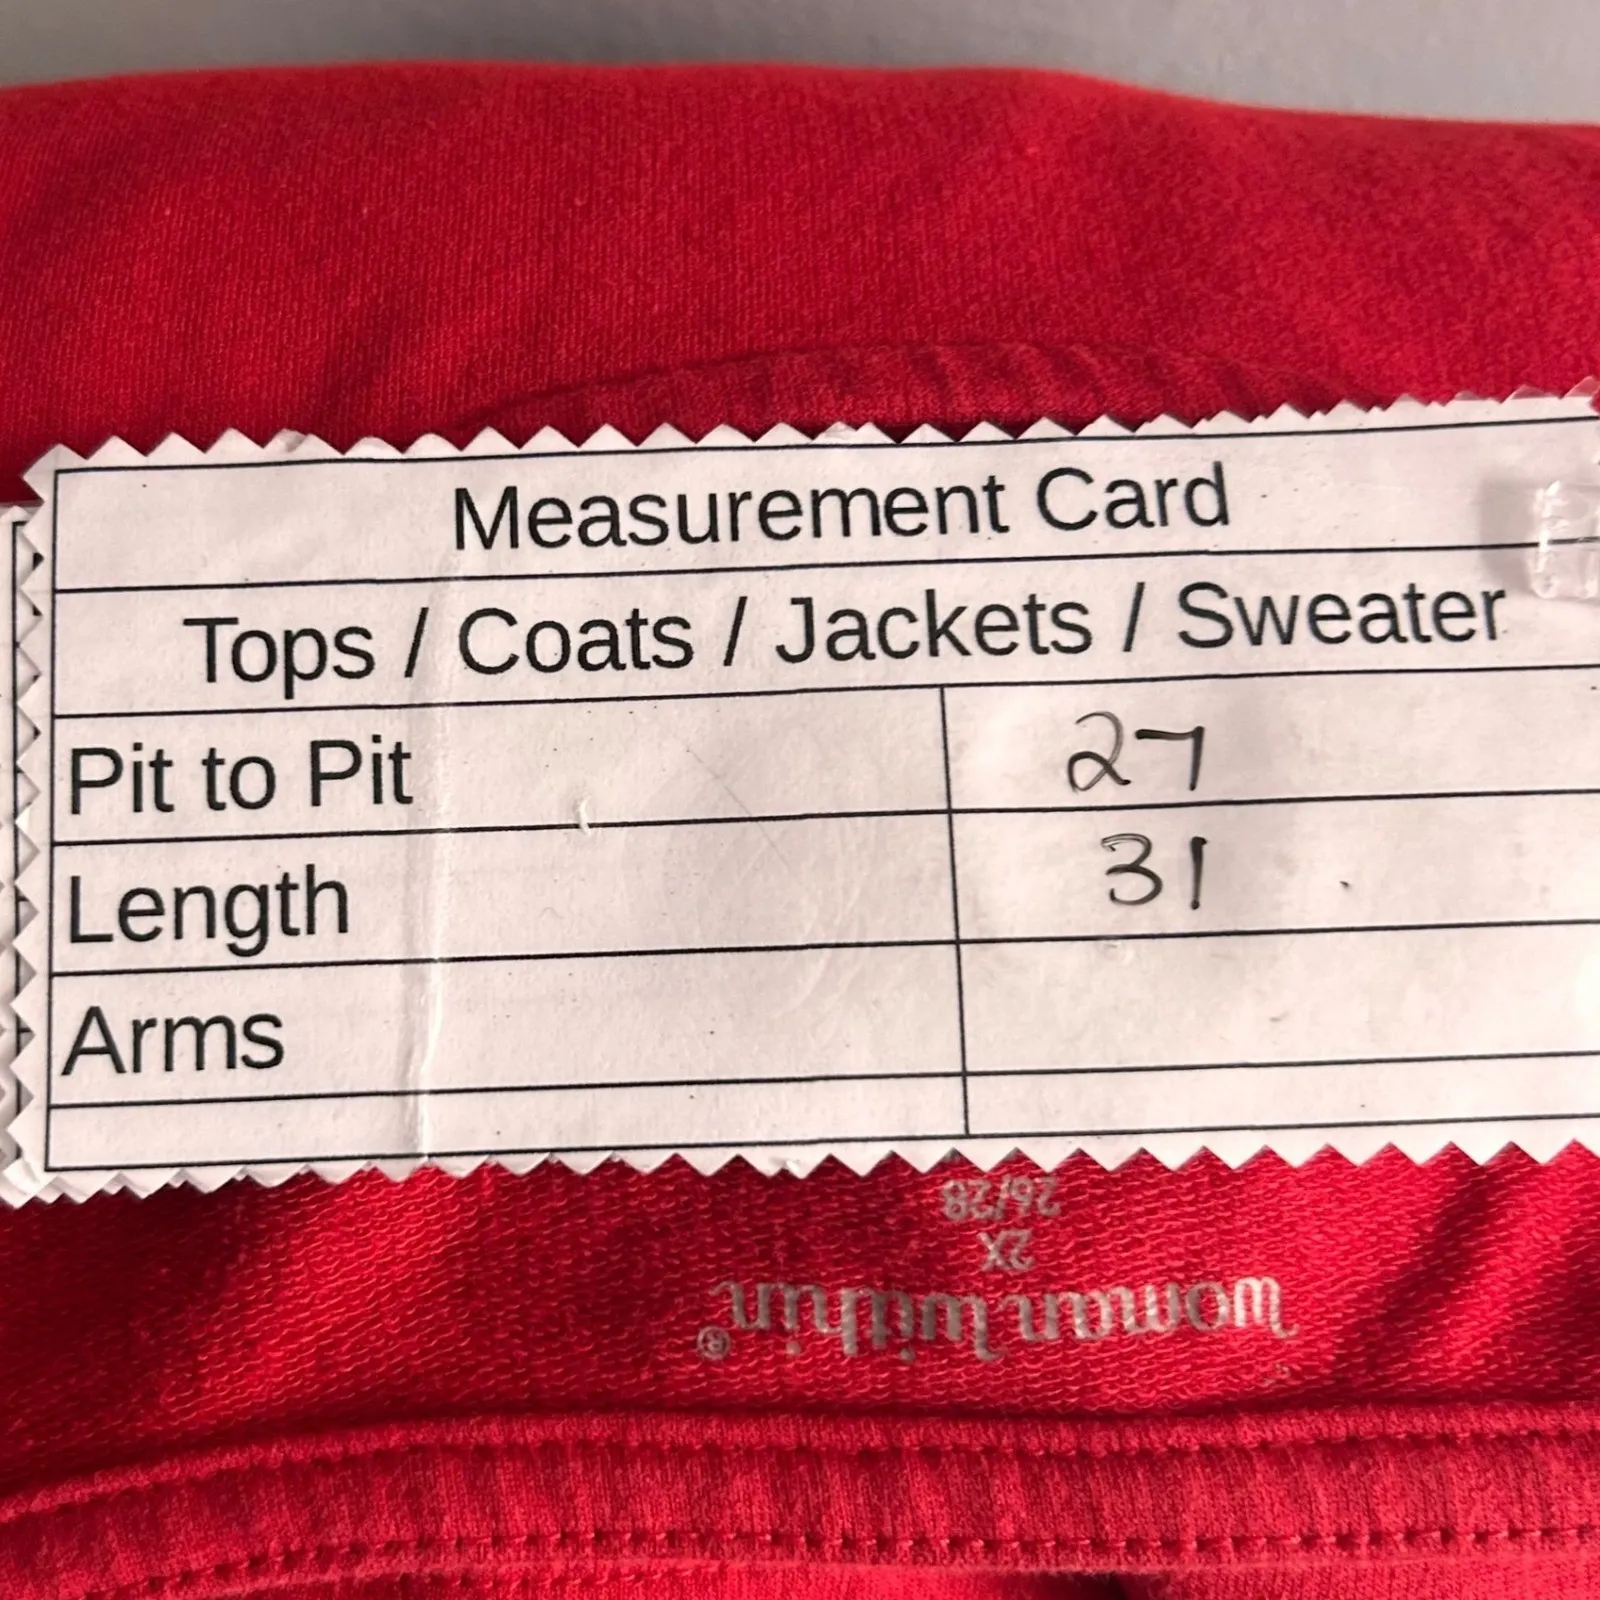 Measurement Card
Tops / Coats / Jackets / Sweater
Pit to Pit 27
Length 31
Arms
woman within®
2X
26/28